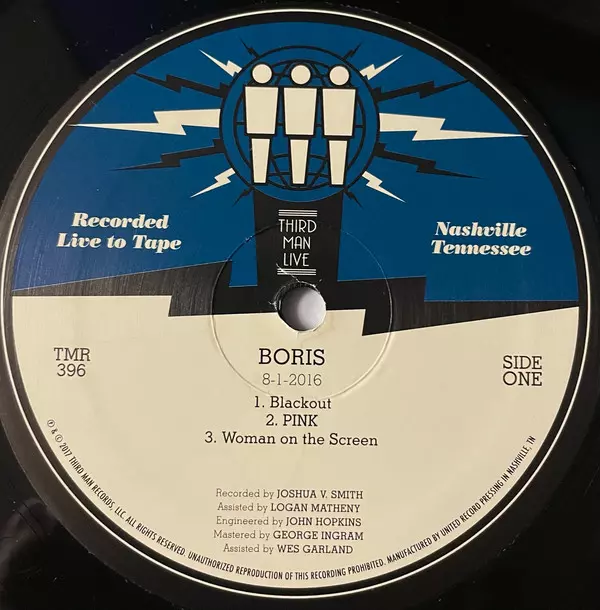 Recorded
Live to Tape
THIRD
MAN
LIVE
Nashville
Tennessee
TMR
396
BORIS
8-1-2016
SIDE
ONE
1. Blackout
2. PINK
3. Woman on the Screen
Recorded by JOSHUA V. SMITH
Assisted by LOGAN MATHENY
Engineered by JOHN HOPKINS
Mastered by GEORGE INGRAM
Assisted by WES GARLAND
℗ & © 2017 THIRD MAN RECORDS, LLC ALL RIGHTS RESERVED. UNAUTHORIZED REPRODUCTION OF THIS RECORDING PROHIBITED. MANUFACTURED BY UNITED RECORD PRESSING IN NASHVILLE, TN